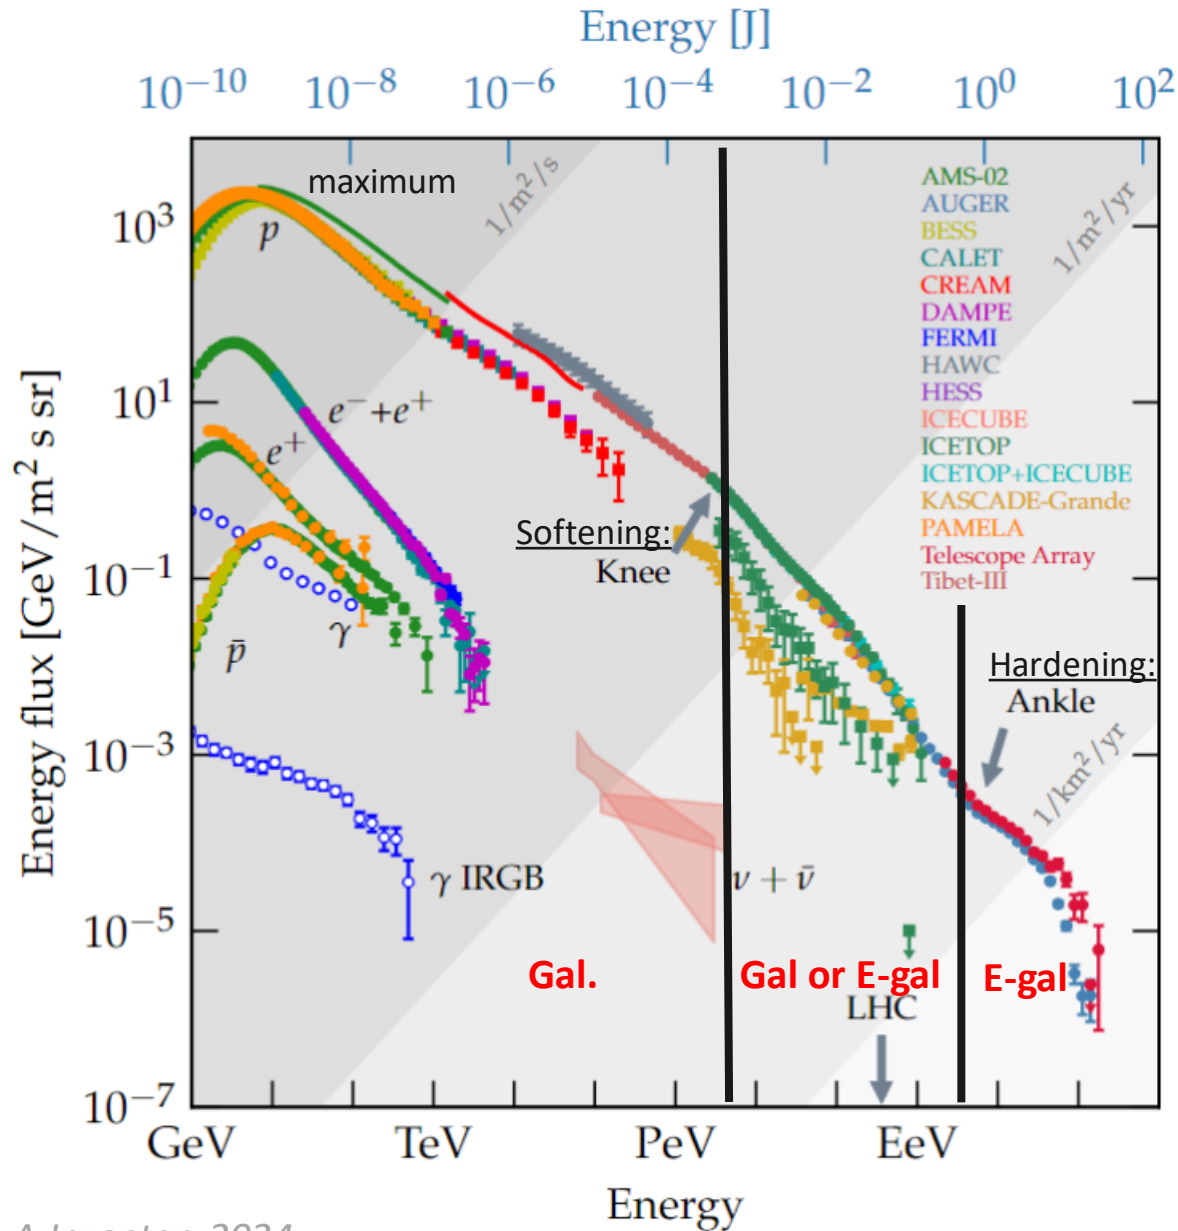 Energy [J]
10⁻¹⁰ 10⁻⁸ 10⁻⁶ 10⁻⁴ 10⁻² 10⁰ 10²
maximum
1/m²/s
1/m²/yr
p
AMS-02
AUGER
BESS
CALET
CREAM
DAMPE
FERMI
HAWC
HESS
ICECUBE
ICETOP
ICETOP+ICECUBE
KASCADE-Grande
PAMELA
Telescope Array
Tibet-III
10³
10¹
10⁻¹
10⁻³
10⁻⁵
10⁻⁷
Energy flux [GeV/m² s sr]
e⁻+e⁺
e⁺
Softening:
Knee
γ
p̄
Hardening:
Ankle
1/km²/yr
γ IRGB
ν + ν̄
Gal.
Gal or E-gal
E-gal
LHC
GeV TeV PeV EeV
Energy
2024